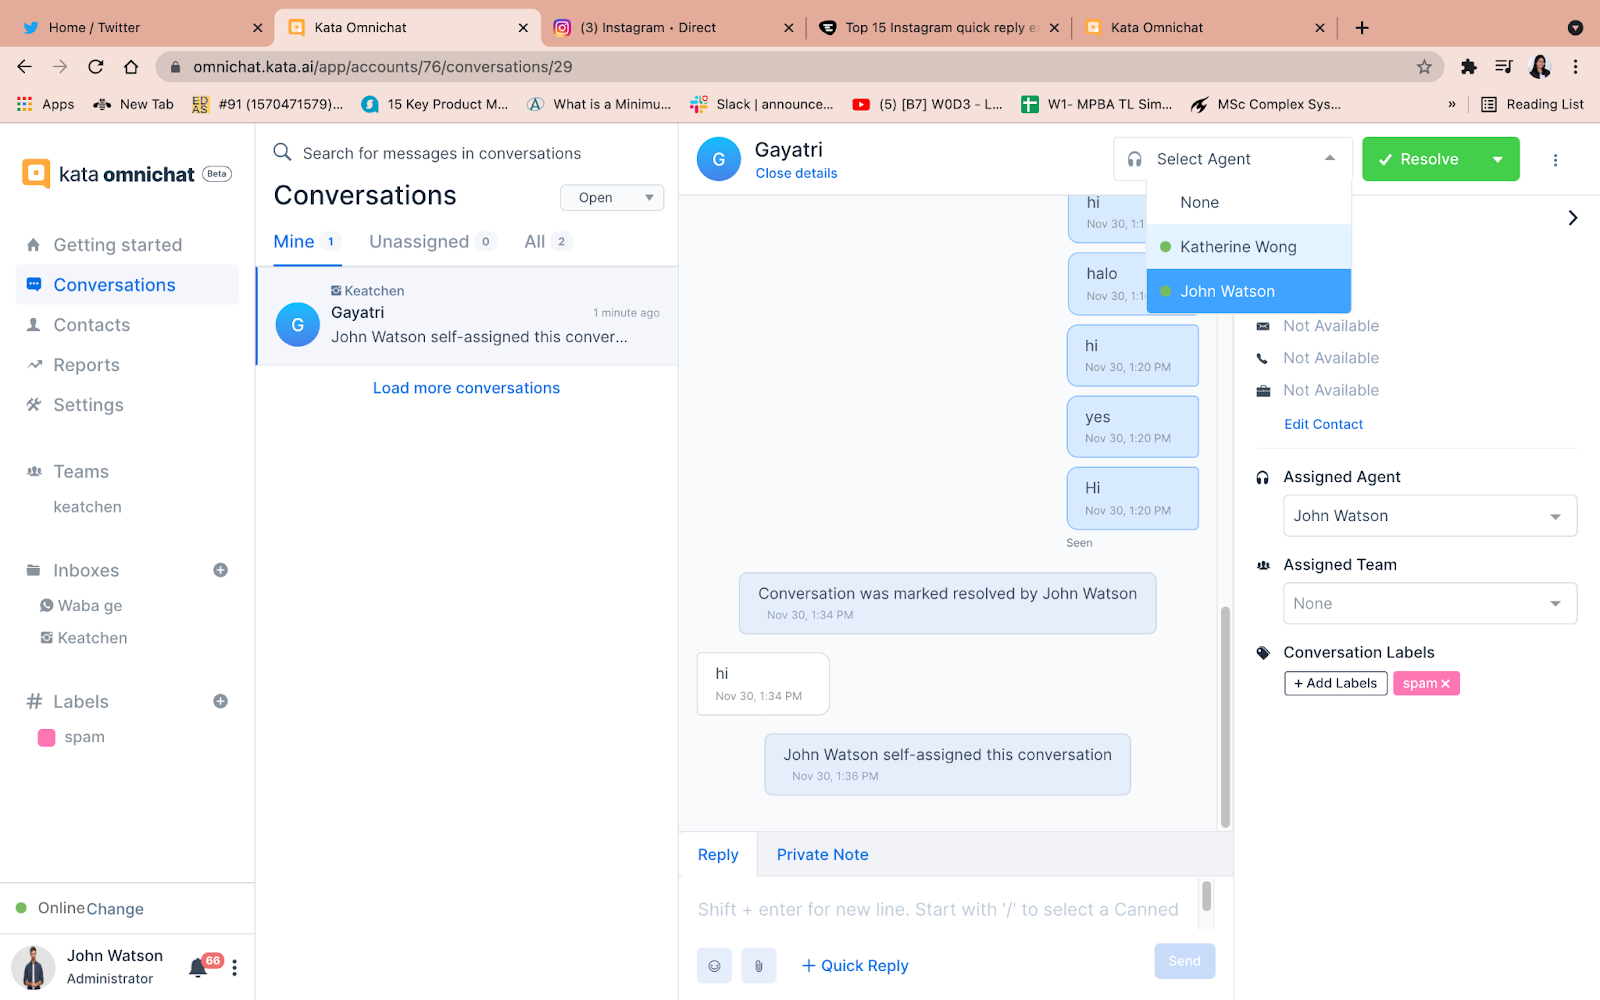 Home / Twitter
Kata Omnichat
(3) Instagram • Direct
Top 15 Instagram quick reply e
Kata Omnichat
omnichat.kata.ai/app/accounts/76/conversations/29
Apps
New Tab
#91 (1570471579)...
15 Key Product M...
What is a Minimu...
Slack | announce...
(5) [B7] W0D3 - L...
W1- MPBA TL Sim...
MSc Complex Sys...
»
Reading List
kata omnichat Beta
Getting started
Conversations
Contacts
Reports
Settings
Teams
keatchen
Inboxes
Waba ge
Keatchen
# Labels
spam
Online Change
John Watson
Administrator
66
Search for messages in conversations
Conversations
Open
Mine 1
Unassigned 0
All 2
Keatchen
G
Gayatri
1 minute ago
John Watson self-assigned this conver...
Load more conversations
G
Gayatri
Close details
Select Agent
None
Katherine Wong
John Watson
Resolve
hi
Nov 30, 1:1
halo
Nov 30, 1:1
hi
Nov 30, 1:20 PM
yes
Nov 30, 1:20 PM
Hi
Nov 30, 1:20 PM
Seen
Conversation was marked resolved by John Watson
Nov 30, 1:34 PM
hi
Nov 30, 1:34 PM
John Watson self-assigned this conversation
Nov 30, 1:36 PM
Reply
Private Note
Shift + enter for new line. Start with '/' to select a Canned
+ Quick Reply
Send
Not Available
Not Available
Not Available
Edit Contact
Assigned Agent
John Watson
Assigned Team
None
Conversation Labels
+ Add Labels
spam ×